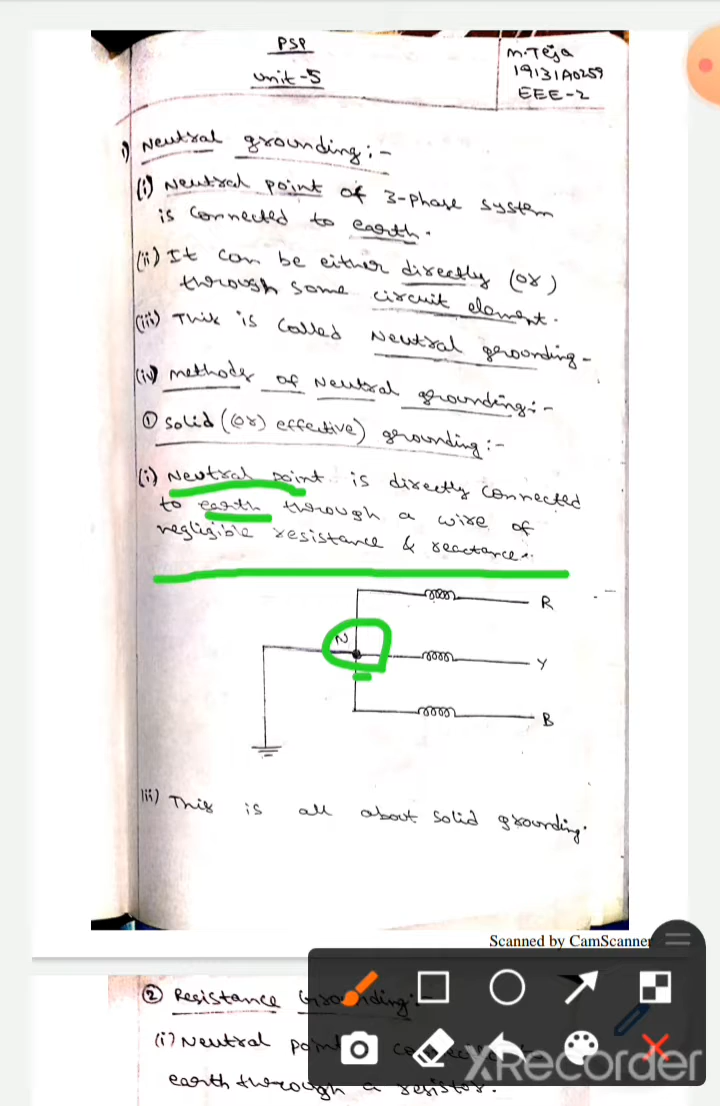 PSP
Unit-5
M.Teja
19131A0259
EEE-2
1) Neutral grounding:-
(i) Neutral point of 3-phase system
is connected to earth.
(ii) It can be either directly (or)
through some circuit element.
(iii) This is called Neutral grounding-
(iv) methods of Neutral grounding:-
① Solid (or) effective) grounding:-
(i) Neutral point is directly connected
to earth through a wire of
negligible resistance & reactance.
R
N
Y
B
iii) This is all about solid grounding.
Scanned by CamScanner
② Resistance Grounding:-
(i) Neutral
earth through a resistor.
XRecorder